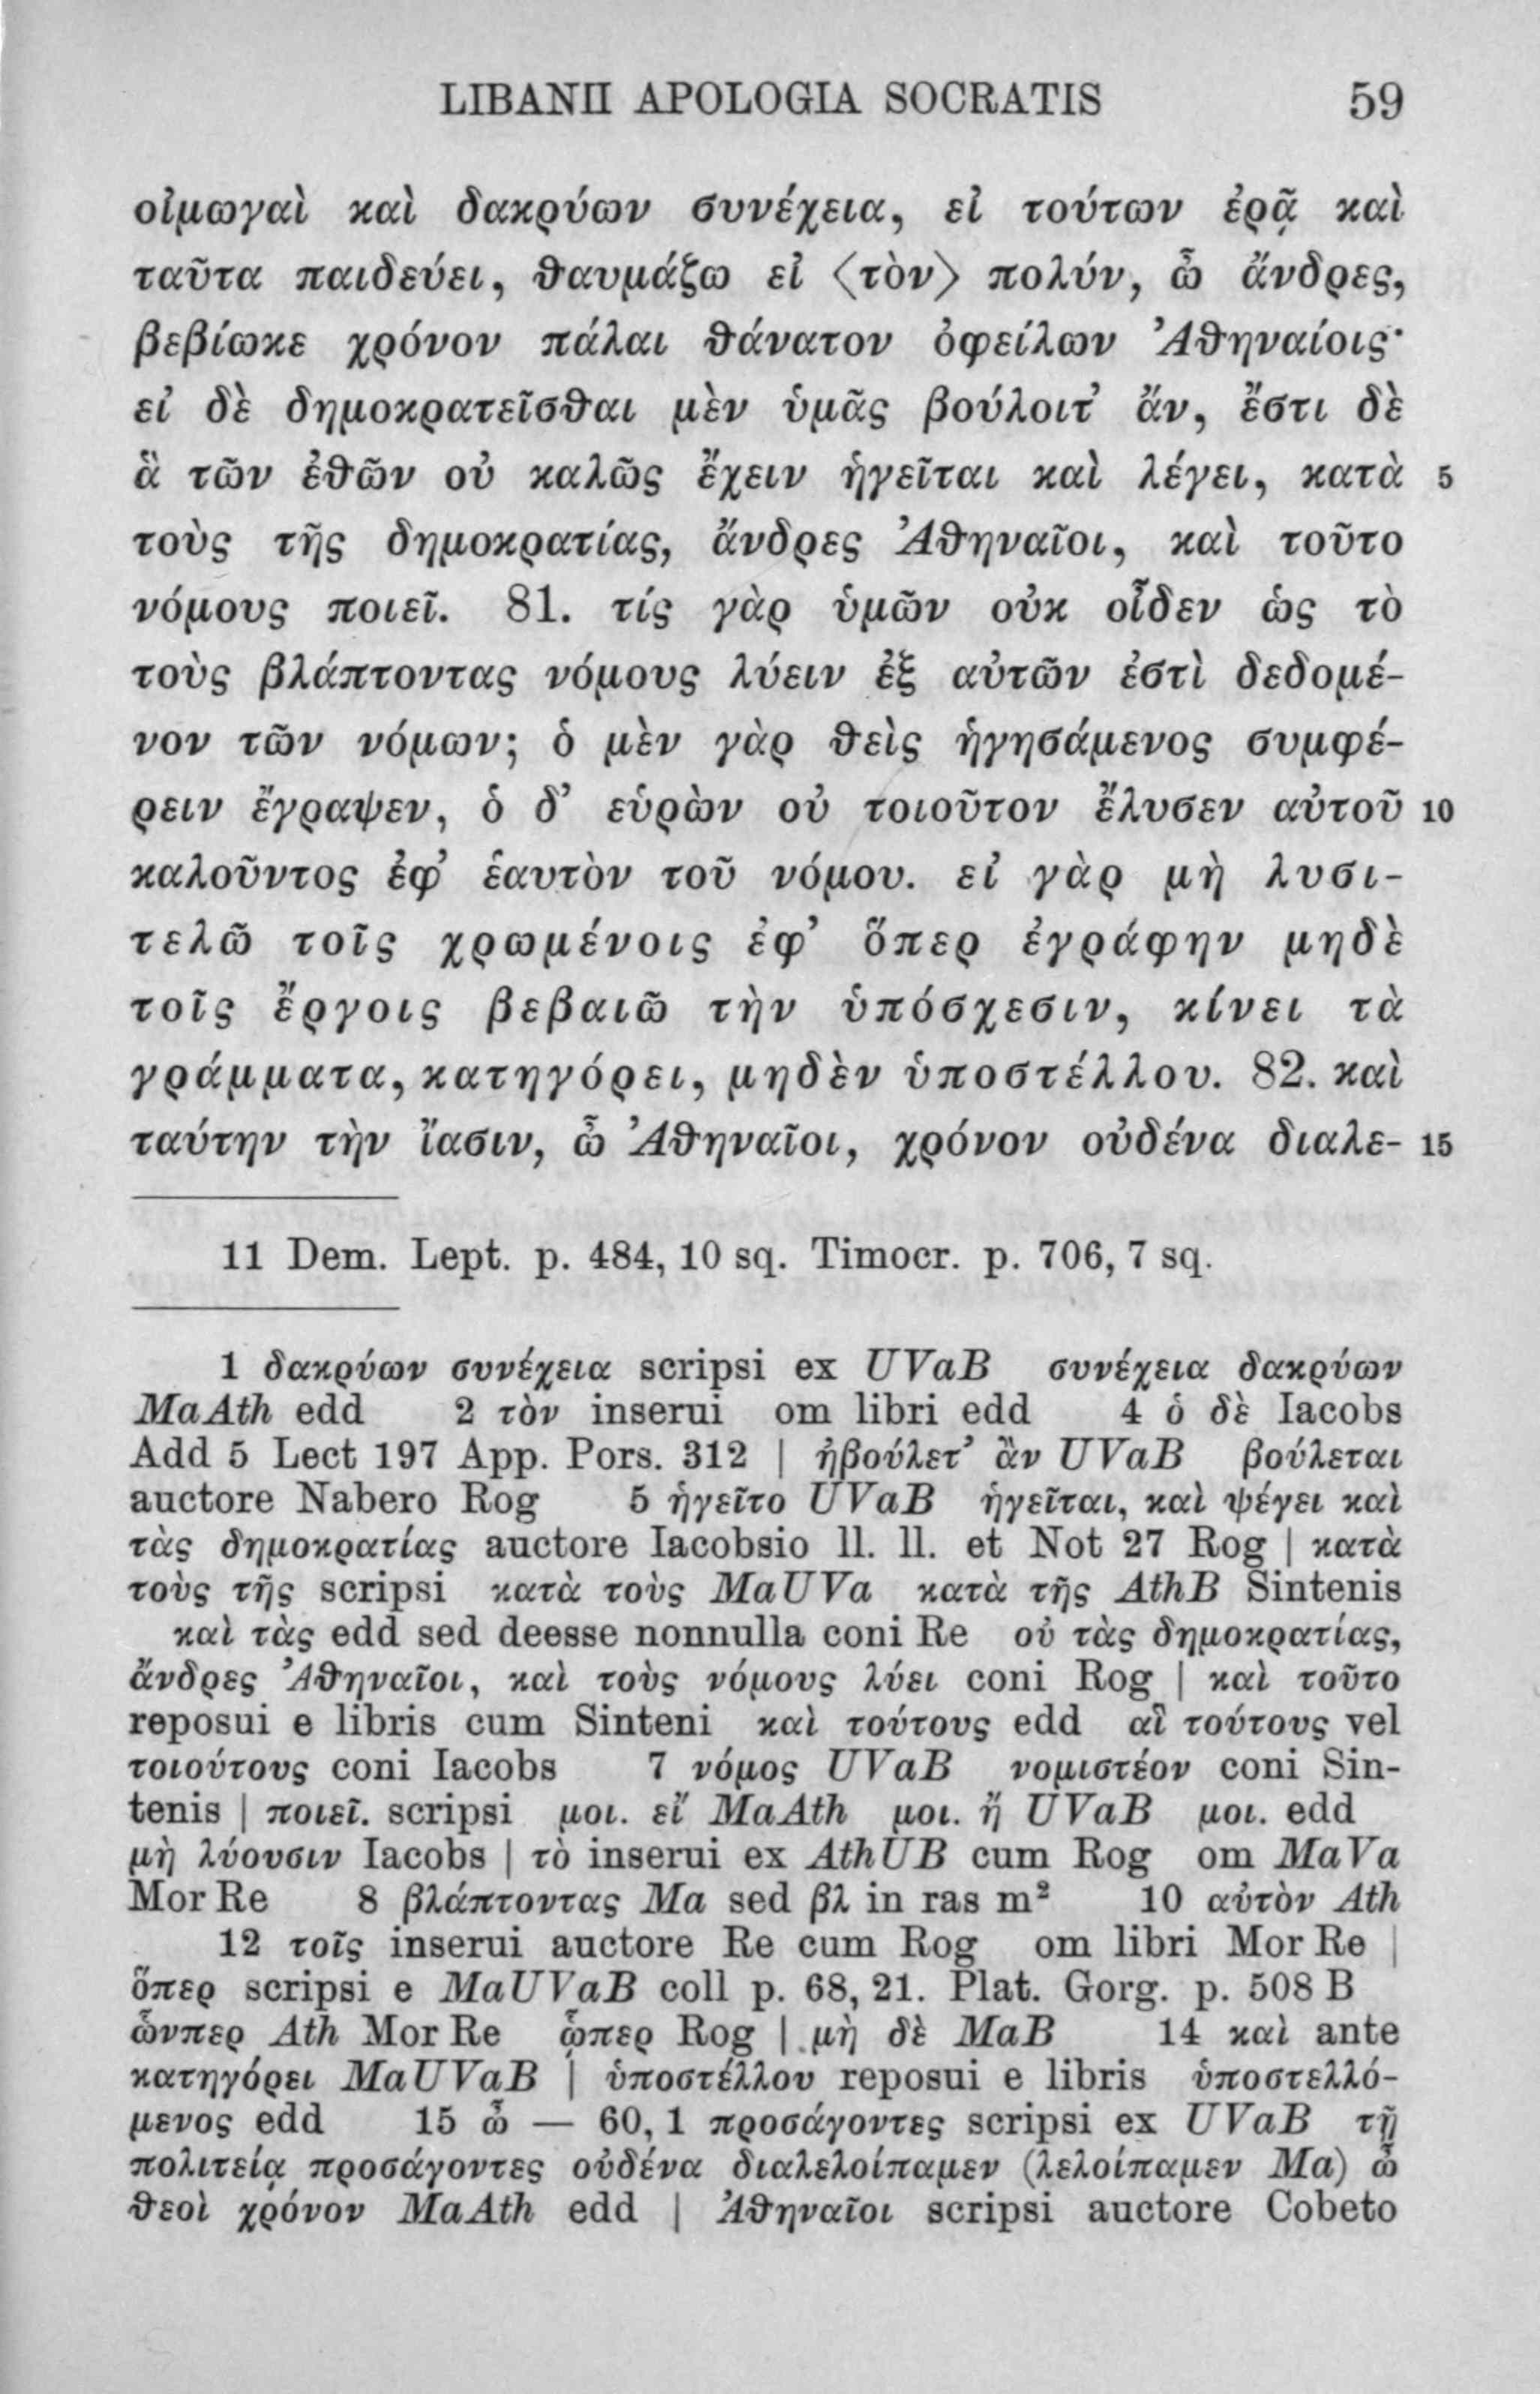 LIBANII APOLOGIA SOCRATIS 59
οἰμωγαὶ καὶ δακρύων συνέχεια, εἰ τούτων ἐρᾷ καὶ
ταῦτα παιδεύει, θαυμάζω εἰ ⟨τὸν⟩ πολύν, ὦ ἄνδρες,
βεβίωκε χρόνον πάλαι θάνατον ὀφείλων Ἀθηναίοις·
εἰ δὲ δημοκρατεῖσθαι μὲν ὑμᾶς βούλοιτ’ ἄν, ἔστι δὲ
ἃ τῶν ἐθῶν οὐ καλῶς ἔχειν ἡγεῖται καὶ λέγει, κατὰ 5
τοὺς τῆς δημοκρατίας, ἄνδρες Ἀθηναῖοι, καὶ τοῦτο
νόμους ποιεῖ. 81. τίς γὰρ ὑμῶν οὐκ οἶδεν ὡς τὸ
τοὺς βλάπτοντας νόμους λύειν ἐξ αὐτῶν ἐστὶ δεδομέ-
νον τῶν νόμων; ὁ μὲν γὰρ θεὶς ἡγησάμενος συμφέ-
ρειν ἔγραψεν, ὁ δ’ εὑρὼν οὐ τοιοῦτον ἔλυσεν αὐτοῦ 10
καλοῦντος ἐφ’ ἑαυτὸν τοῦ νόμου. εἰ γὰρ μὴ λυσι-
τελῶ τοῖς χρωμένοις ἐφ’ ὅπερ ἐγράφην μηδὲ
τοῖς ἔργοις βεβαιῶ τὴν ὑπόσχεσιν, κίνει τὰ
γράμματα, κατηγόρει, μηδὲν ὑποστέλλου. 82. καὶ
ταύτην τὴν ἴασιν, ὦ Ἀθηναῖοι, χρόνον οὐδένα διαλε- 15
11 Dem. Lept. p. 484, 10 sq. Timocr. p. 706, 7 sq.
1 δακρύων συνέχεια scripsi ex UVaB συνέχεια δακρύων
MaAth edd 2 τὸν inserui om libri edd 4 ὁ δὲ Iacobs
Add 5 Lect 197 App. Pors. 312 | ἠβούλετ’ ἂν UVaB βούλεται
auctore Nabero Rog 5 ἡγεῖτο UVaB ἡγεῖται, καὶ ψέγει καὶ
τὰς δημοκρατίας auctore Iacobsio ll. ll. et Not 27 Rog | κατὰ
τοὺς τῆς scripsi κατὰ τοὺς MaUVa κατὰ τῆς AthB Sintenis
καὶ τὰς edd sed deesse nonnulla coni Re οὐ τὰς δημοκρατίας,
ἄνδρες Ἀθηναῖοι, καὶ τοὺς νόμους λύει coni Rog | καὶ τοῦτο
reposui e libris cum Sinteni καὶ τούτους edd αἲ τούτους vel
τοιούτους coni Iacobs 7 νόμος UVaB νομιστέον coni Sin-
tenis | ποιεῖ. scripsi μοι. εἴ MaAth μοι. ἤ UVaB μοι. edd
μὴ λύουσιν Iacobs | τὸ inserui ex AthUB cum Rog om MaVa
Mor Re 8 βλάπτοντας Ma sed βλ in ras m² 10 αὐτὸν Ath
12 τοῖς inserui auctore Re cum Rog om libri Mor Re |
ὅπερ scripsi e MaUVaB coll p. 68, 21. Plat. Gorg. p. 508 B
ὧνπερ Ath Mor Re ᾧπερ Rog | μὴ δὲ MaB 14 καὶ ante
κατηγόρει MaUVaB | ὑποστέλλου reposui e libris ὑποστελλό-
μενος edd 15 ὦ — 60, 1 προσάγοντες scripsi ex UVaB τῇ
πολιτείᾳ προσάγοντες οὐδένα διαλελοίπαμεν (λελοίπαμεν Ma) ὦ
θεοὶ χρόνον MaAth edd | Ἀθηναῖοι scripsi auctore Cobeto